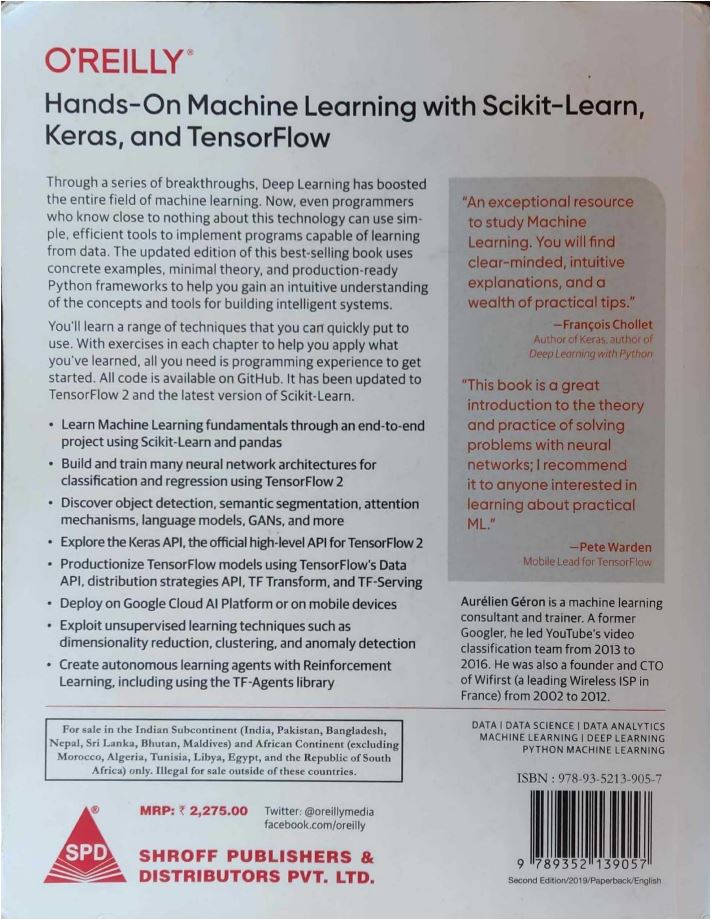 O'REILLY®
Hands-On Machine Learning with Scikit-Learn,
Keras, and TensorFlow
Through a series of breakthroughs, Deep Learning has boosted
the entire field of machine learning. Now, even programmers
who know close to nothing about this technology can use sim-
ple, efficient tools to implement programs capable of learning
from data. The updated edition of this best-selling book uses
concrete examples, minimal theory, and production-ready
Python frameworks to help you gain an intuitive understanding
of the concepts and tools for building intelligent systems.
You'll learn a range of techniques that you can quickly put to
use. With exercises in each chapter to help you apply what
you've learned, all you need is programming experience to get
started. All code is available on GitHub. It has been updated to
TensorFlow 2 and the latest version of Scikit-Learn.
• Learn Machine Learning fundamentals through an end-to-end
project using Scikit-Learn and pandas
• Build and train many neural network architectures for
classification and regression using TensorFlow 2
• Discover object detection, semantic segmentation, attention
mechanisms, language models, GANs, and more
• Explore the Keras API, the official high-level API for TensorFlow 2
• Productionize TensorFlow models using TensorFlow's Data
API, distribution strategies API, TF Transform, and TF-Serving
• Deploy on Google Cloud AI Platform or on mobile devices
• Exploit unsupervised learning techniques such as
dimensionality reduction, clustering, and anomaly detection
• Create autonomous learning agents with Reinforcement
Learning, including using the TF-Agents library
"An exceptional resource
to study Machine
Learning. You will find
clear-minded, intuitive
explanations, and a
wealth of practical tips."
—François Chollet
Author of Keras, author of
Deep Learning with Python
"This book is a great
introduction to the theory
and practice of solving
problems with neural
networks; I recommend
it to anyone interested in
learning about practical
ML."
—Pete Warden
Mobile Lead for TensorFlow
Aurélien Géron is a machine learning
consultant and trainer. A former
Googler, he led YouTube's video
classification team from 2013 to
2016. He was also a founder and CTO
of Wifirst (a leading Wireless ISP in
France) from 2002 to 2012.
DATA | DATA SCIENCE | DATA ANALYTICS
MACHINE LEARNING | DEEP LEARNING
PYTHON MACHINE LEARNING
For sale in the Indian Subcontinent (India, Pakistan, Bangladesh,
Nepal, Sri Lanka, Bhutan, Maldives) and African Continent (excluding
Morocco, Algeria, Tunisia, Libya, Egypt, and the Republic of South
Africa) only. Illegal for sale outside of these countries.
SPD®
MRP: ₹ 2,275.00
Twitter: @oreillymedia
facebook.com/oreilly
SHROFF PUBLISHERS &
DISTRIBUTORS PVT. LTD.
ISBN : 978-93-5213-905-7
9 789352 139057
Second Edition/2019/Paperback/English